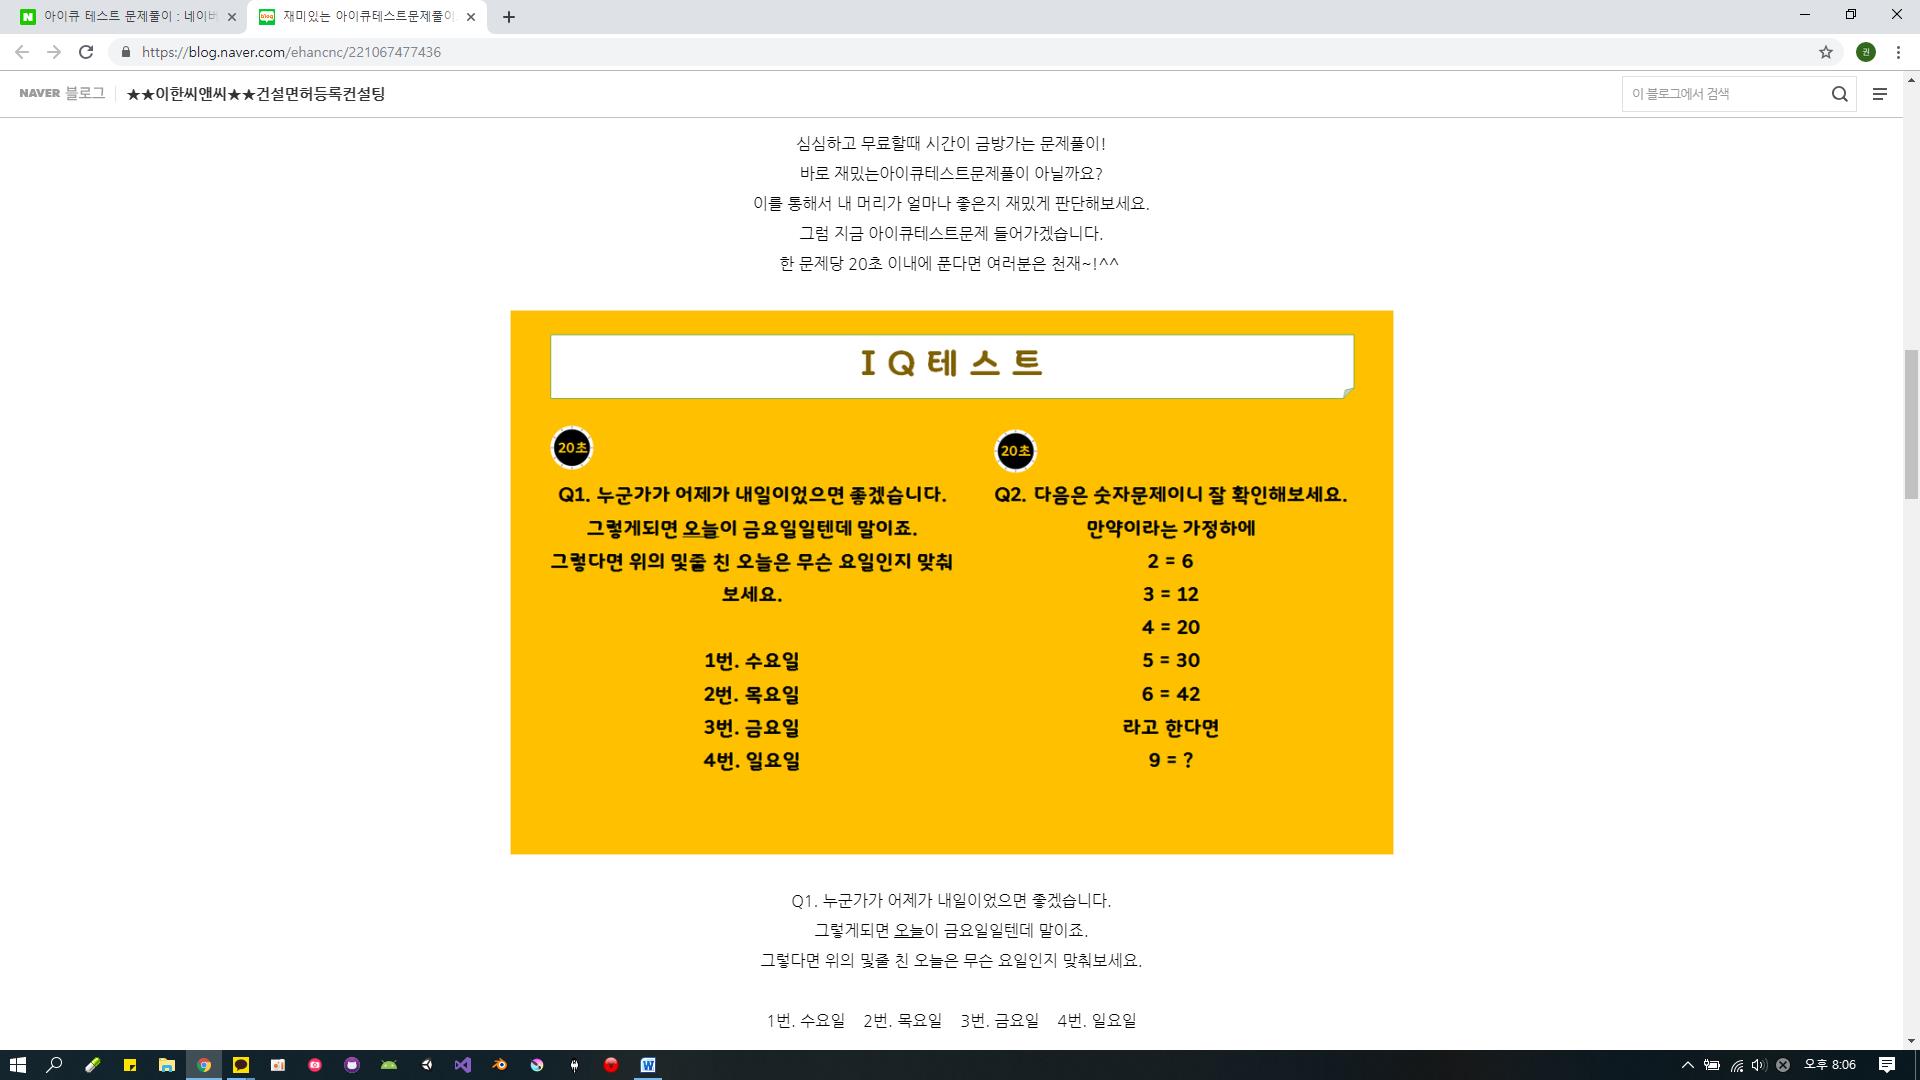 아이큐 테스트 문제풀이 : 네이버
재미있는 아이큐테스트문제풀이
https://blog.naver.com/ehancnc/221067477436
권
NAVER 블로그
★★이한씨앤씨★★건설면허등록컨설팅
이 블로그에서 검색
심심하고 무료할때 시간이 금방가는 문제풀이!
바로 재밌는아이큐테스트문제풀이 아닐까요?
이를 통해서 내 머리가 얼마나 좋은지 재밌게 판단해보세요.
그럼 지금 아이큐테스트문제 들어가겠습니다.
한 문제당 20초 이내에 푼다면 여러분은 천재~!^^
IQ테스트
20초
Q1. 누군가가 어제가 내일이었으면 좋겠습니다.
그렇게되면 오늘이 금요일일텐데 말이죠.
그렇다면 위의 밑줄 친 오늘은 무슨 요일인지 맞춰
보세요.
1번. 수요일
2번. 목요일
3번. 금요일
4번. 일요일
20초
Q2. 다음은 숫자문제이니 잘 확인해보세요.
만약이라는 가정하에
2 = 6
3 = 12
4 = 20
5 = 30
6 = 42
라고 한다면
9 = ?
Q1. 누군가가 어제가 내일이었으면 좋겠습니다.
그렇게되면 오늘이 금요일일텐데 말이죠.
그렇다면 위의 밑줄 친 오늘은 무슨 요일인지 맞춰보세요.
1번. 수요일 2번. 목요일 3번. 금요일 4번. 일요일
오후 8:06